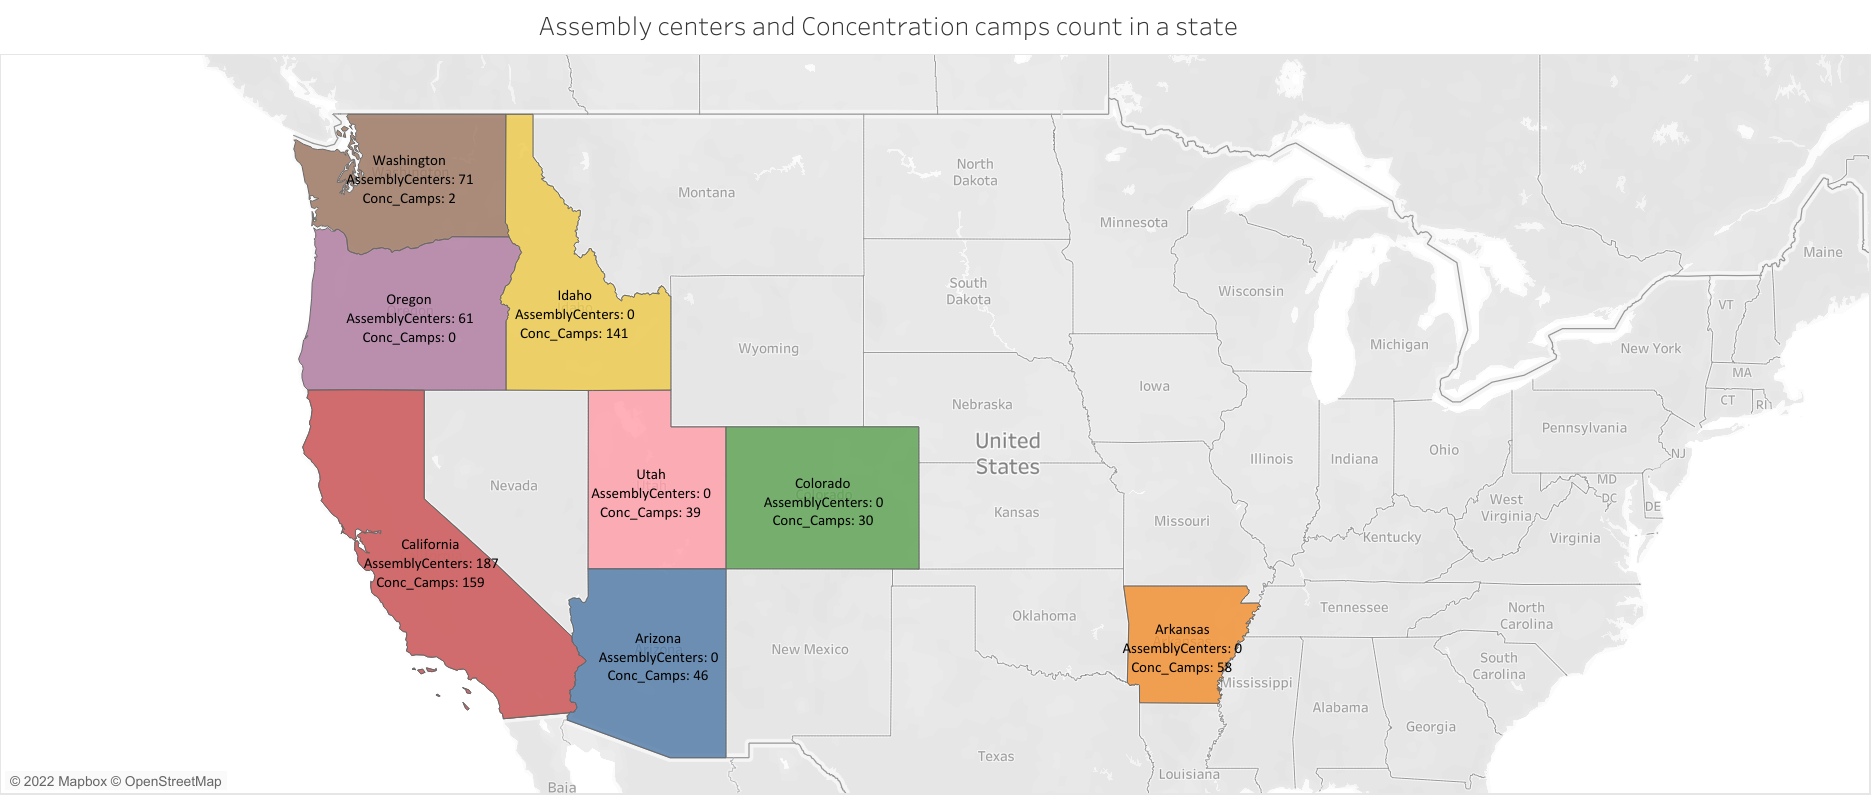 Assembly centers and Concentration camps count in a state
Washington
AssemblyCenters: 71
Conc_Camps: 2
Montana
North
Dakota
Minnesota
Maine
Oregon
AssemblyCenters: 61
Conc_Camps: 0
Idaho
AssemblyCenters: 0
Conc_Camps: 141
South
Dakota
Wisconsin
VT
Wyoming
Michigan
New York
MA
Iowa
CT
RI
Nebraska
United
States
Pennsylvania
Ohio
NJ
Illinois
Indiana
Nevada
Utah
AssemblyCenters: 0
Conc_Camps: 39
Colorado
AssemblyCenters: 0
Conc_Camps: 30
MD
DC
DE
West
Virginia
Kansas
Missouri
Kentucky
Virginia
California
AssemblyCenters: 187
Conc_Camps: 159
Oklahoma
Tennessee
North
Carolina
Arizona
AssemblyCenters: 0
Conc_Camps: 46
New Mexico
Arkansas
AssemblyCenters: 0
Conc_Camps: 58
South
Carolina
Mississippi
Alabama
Georgia
Texas
Louisiana
© 2022 Mapbox © OpenStreetMap
Baja